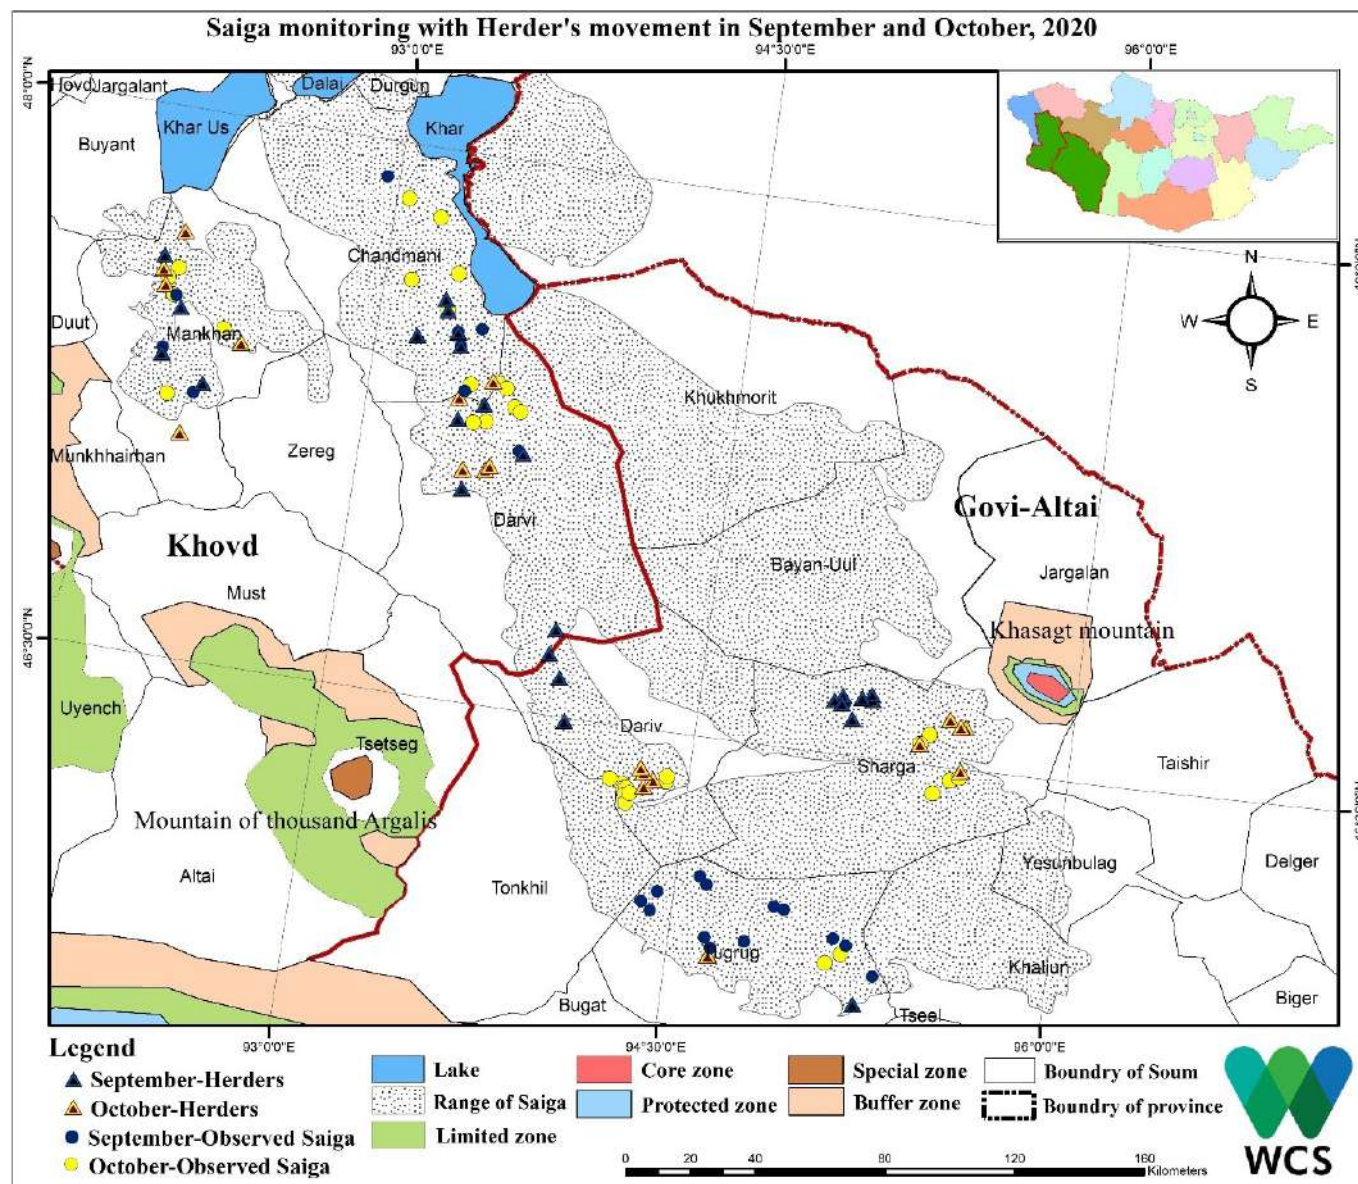 Saiga monitoring with Herder's movement in September and October, 2020
93°0'0"E 94°30'0"E 96°0'0"E
48°0'0"N
Hovd
Jargalant
Dalai
Durgun
Khar Us
Khar
Buyant
Chandmani
Duut
Mankhan
Munkhhairhan
Zereg
Khukhmorit
Govi-Altai
Darvi
Khovd
Bayan-Uul
Jargalan
Must
Khasagt mountain
46°30'0"N
Uyench
Tsetseg
Dariv
Sharga
Taishir
Mountain of thousand Argalis
Altai
Tonkhil
Yesunbulag
Delger
Bugat
Khaliun
Tseel
Biger
N
W E
S
93°0'0"E 94°30'0"E 96°0'0"E
Legend
September-Herders
October-Herders
September-Observed Saiga
October-Observed Saiga
Lake
Range of Saiga
Limited zone
Core zone
Protected zone
Special zone
Buffer zone
Boundry of Soum
Boundry of province
0 20 40 80 120 160
Kilometers
WCS